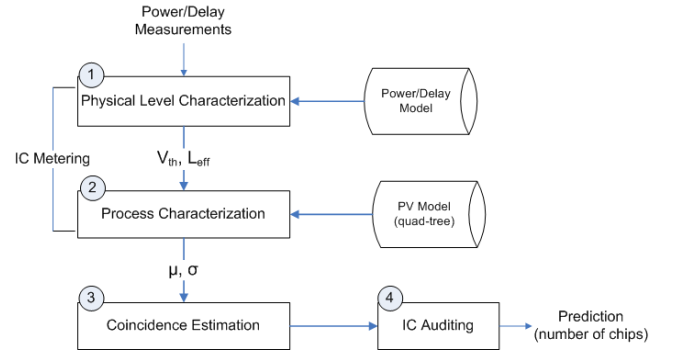 Power/Delay
Measurements
1
Physical Level Characterization
Power/Delay
Model
IC Metering
Vth, Leff
2
Process Characterization
PV Model
(quad-tree)
μ, σ
3
Coincidence Estimation
4
IC Auditing
Prediction
(number of chips)